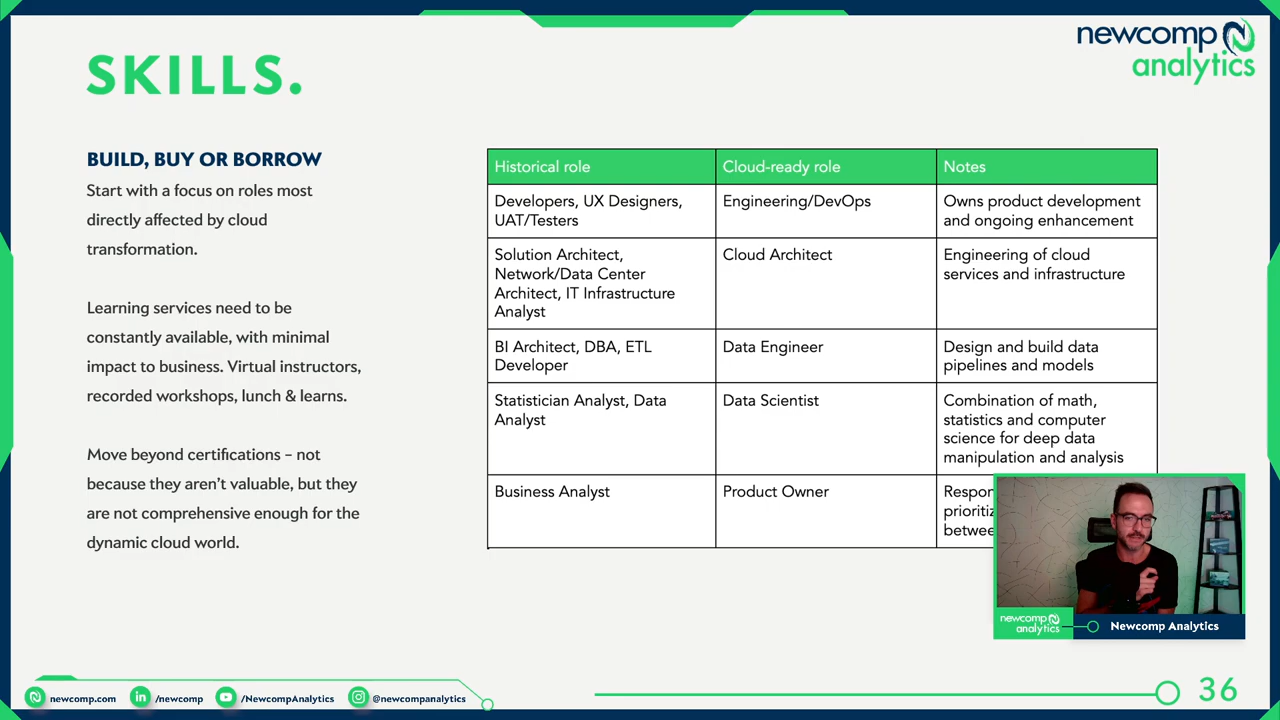 newcomp
analytics
SKILLS.
BUILD, BUY OR BORROW
Start with a focus on roles most
directly affected by cloud
transformation.
Learning services need to be
constantly available, with minimal
impact to business. Virtual instructors,
recorded workshops, lunch & learns.
Move beyond certifications – not
because they aren't valuable, but they
are not comprehensive enough for the
dynamic cloud world.
Historical role
Cloud-ready role
Notes
Developers, UX Designers,
UAT/Testers
Engineering/DevOps
Owns product development
and ongoing enhancement
Solution Architect,
Network/Data Center
Architect, IT Infrastructure
Analyst
Cloud Architect
Engineering of cloud
services and infrastructure
BI Architect, DBA, ETL
Developer
Data Engineer
Design and build data
pipelines and models
Statistician Analyst, Data
Analyst
Data Scientist
Combination of math,
statistics and computer
science for deep data
manipulation and analysis
Business Analyst
Product Owner
newcomp
analytics
Newcomp Analytics
newcomp.com
/newcomp
/NewcompAnalytics
@newcompanalytics
36